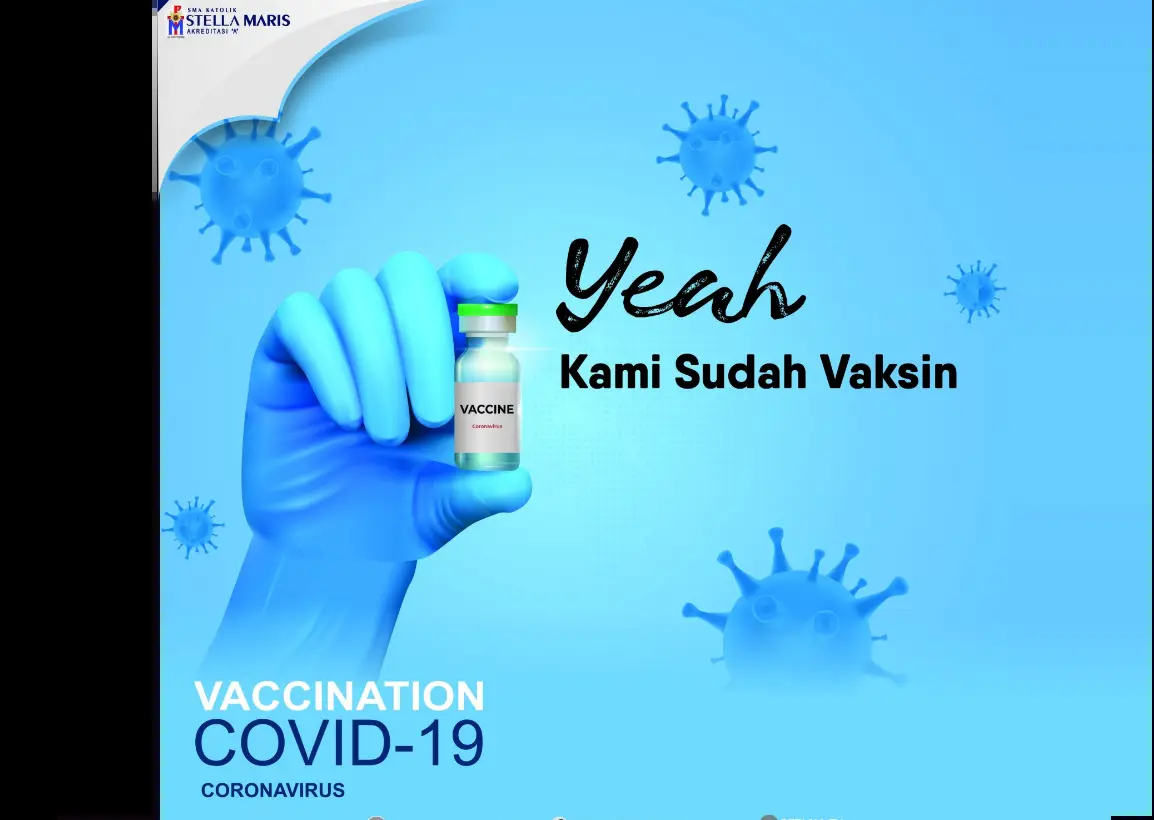 SMA KATOLIK
STELLA MARIS
AKREDITASI 'A'
Yeah
Kami Sudah Vaksin
VACCINE
Coronavirus
VACCINATION
COVID-19
CORONAVIRUS